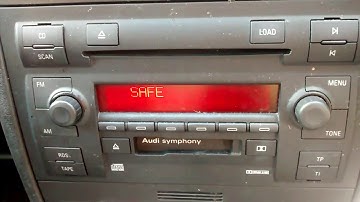 SCAN
LOAD
FM
SAFE
MENU
AM
TONE
Audi symphony
RDS
TP
TAPE
TI